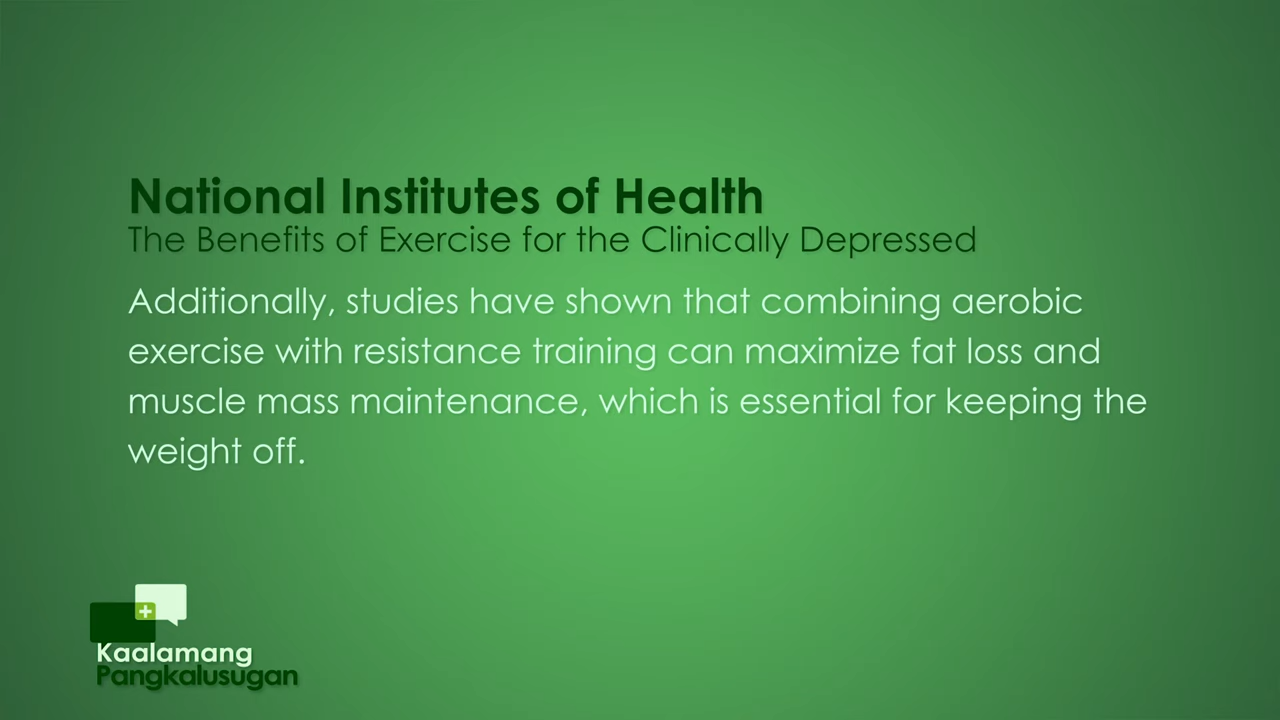 National Institutes of Health
The Benefits of Exercise for the Clinically Depressed
Additionally, studies have shown that combining aerobic
exercise with resistance training can maximize fat loss and
muscle mass maintenance, which is essential for keeping the
weight off.
Kaalamang
Pangkalusugan